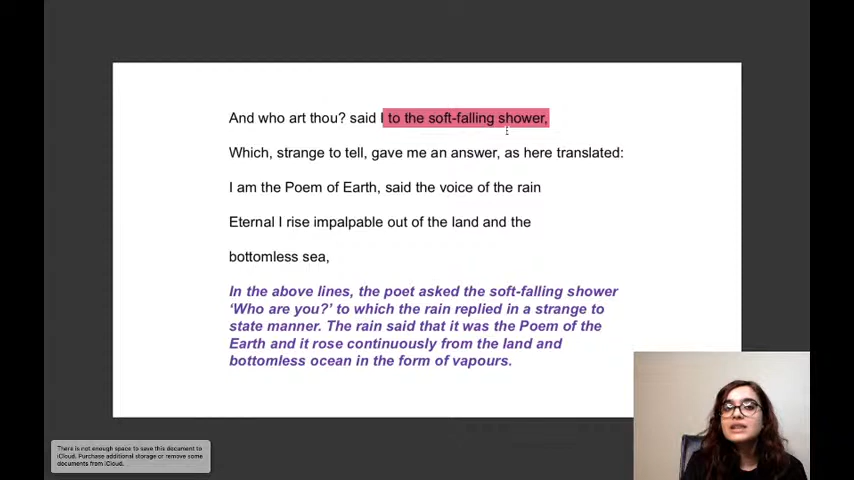 And who art thou? said I to the soft-falling shower,
Which, strange to tell, gave me an answer, as here translated:
I am the Poem of Earth, said the voice of the rain
Eternal I rise impalpable out of the land and the
bottomless sea,
In the above lines, the poet asked the soft-falling shower
‘Who are you?’ to which the rain replied in a strange to
state manner. The rain said that it was the Poem of the
Earth and it rose continuously from the land and
bottomless ocean in the form of vapours.
There is not enough space to save this document to
iCloud. Purchase additional storage or remove some
documents from iCloud.